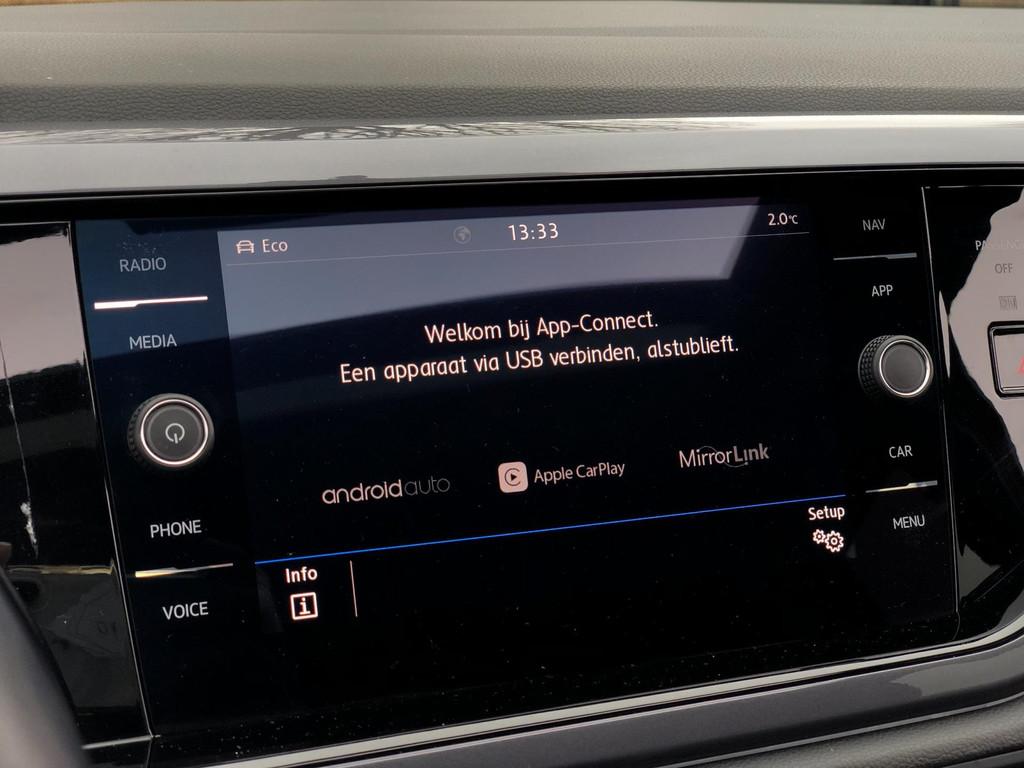 RADIO
MEDIA
PHONE
VOICE
Eco
13:33
2.0°C
Welkom bij App-Connect.
Een apparaat via USB verbinden, alstublieft.
androidauto
Apple CarPlay
MirrorLink
Info
i
Setup
NAV
APP
CAR
MENU
OFF